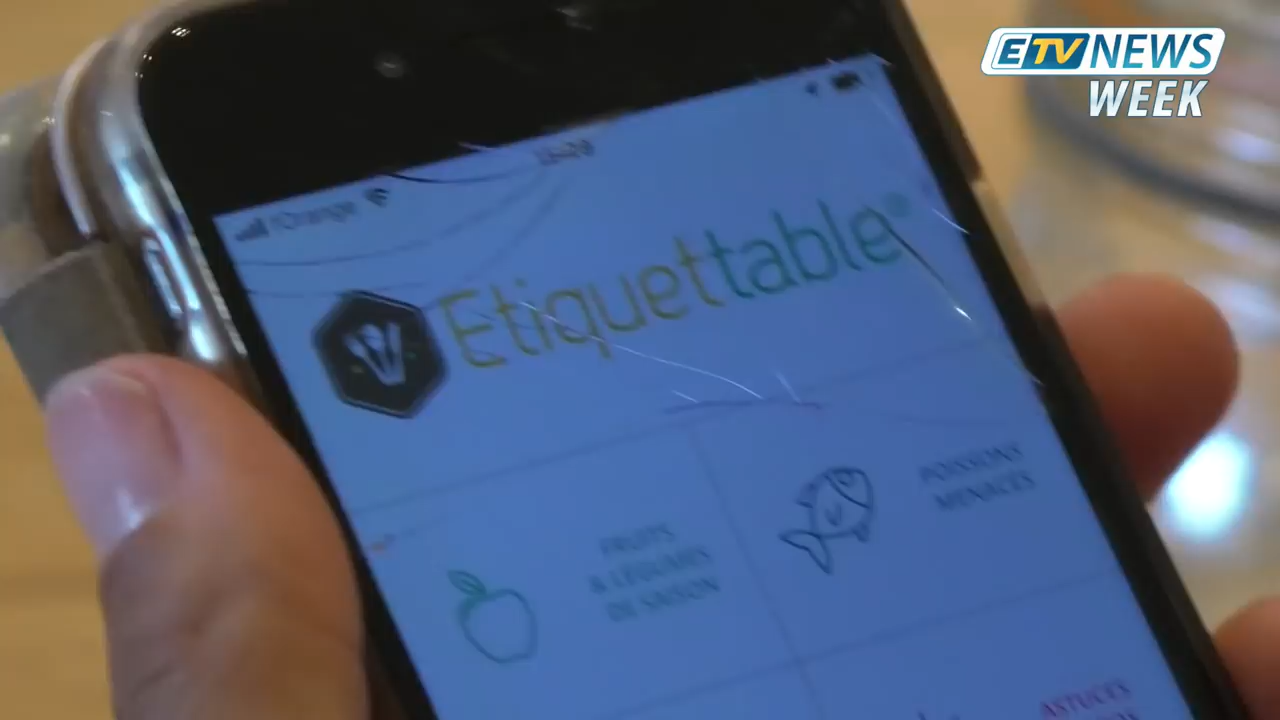 ETV NEWS
WEEK
Orange
Etiquettable®
POISSONS
MENACÉS
FRUITS
& LÉGUMES
DE SAISON
ASTUCES